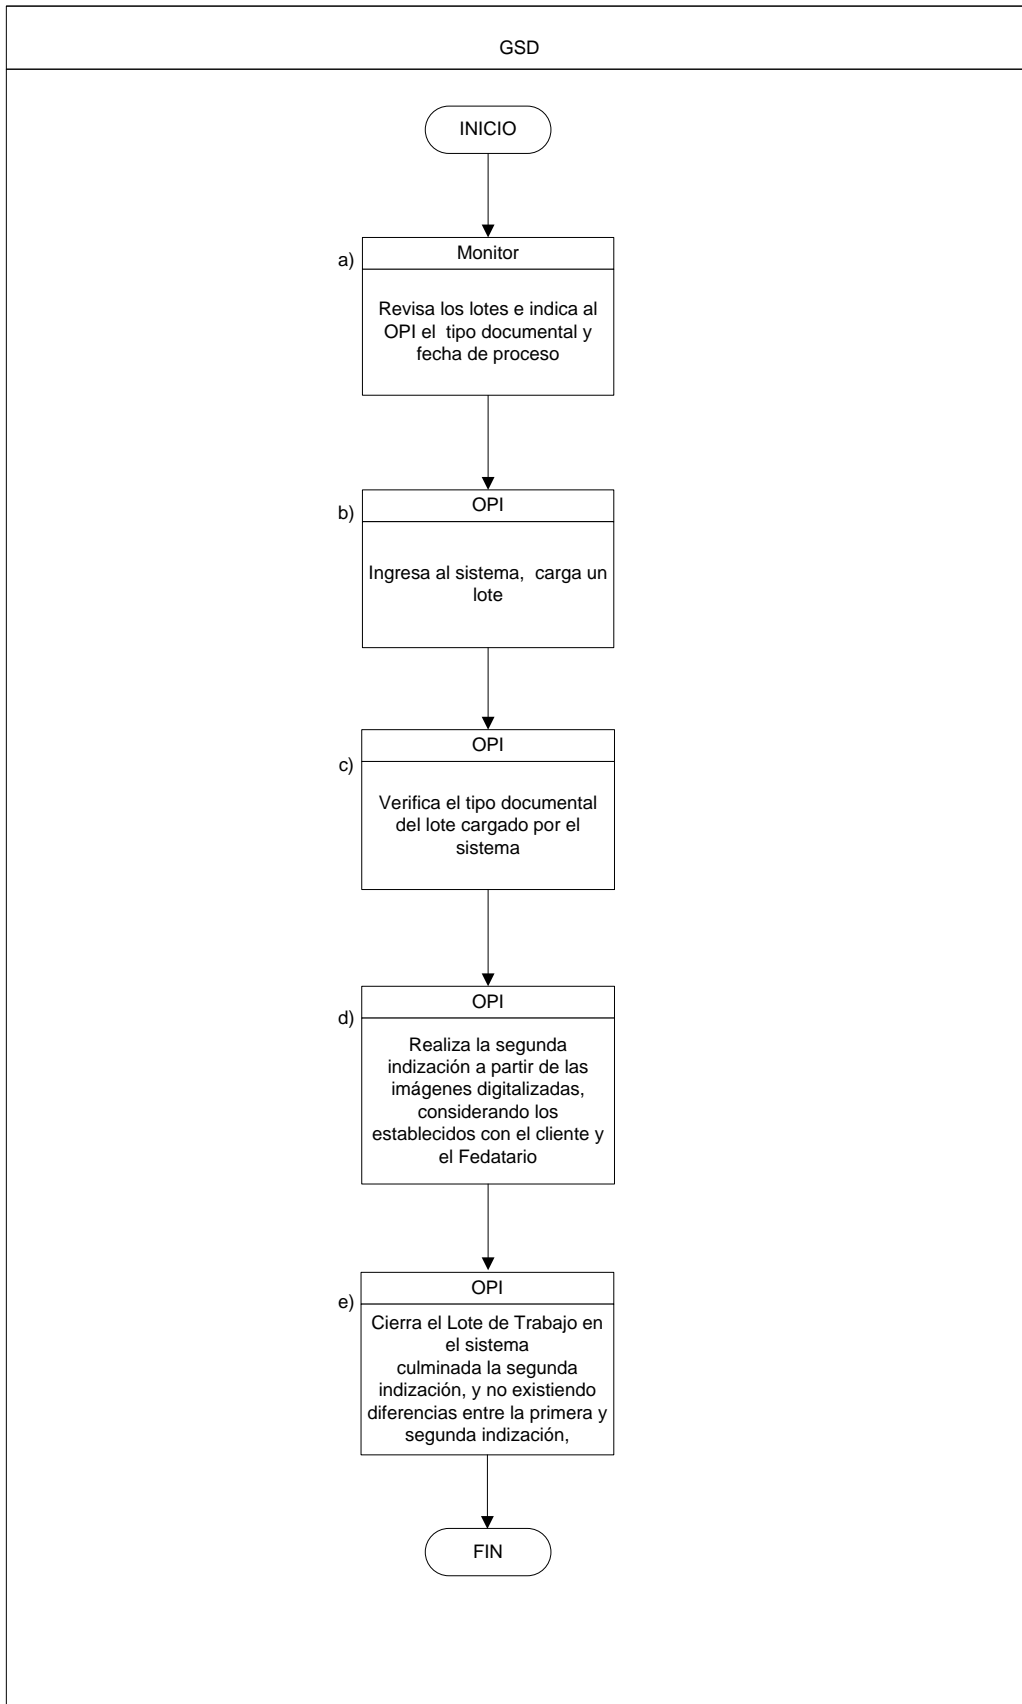 GSD
INICIO
a)
Monitor
Revisa los lotes e indica al
OPI el tipo documental y
fecha de proceso
b)
OPI
Ingresa al sistema, carga un
lote
c)
OPI
Verifica el tipo documental
del lote cargado por el
sistema
d)
OPI
Realiza la segunda
indización a partir de las
imágenes digitalizadas,
considerando los
establecidos con el cliente y
el Fedatario
e)
OPI
Cierra el Lote de Trabajo en
el sistema
culminada la segunda
indización, y no existiendo
diferencias entre la primera y
segunda indización,
FIN